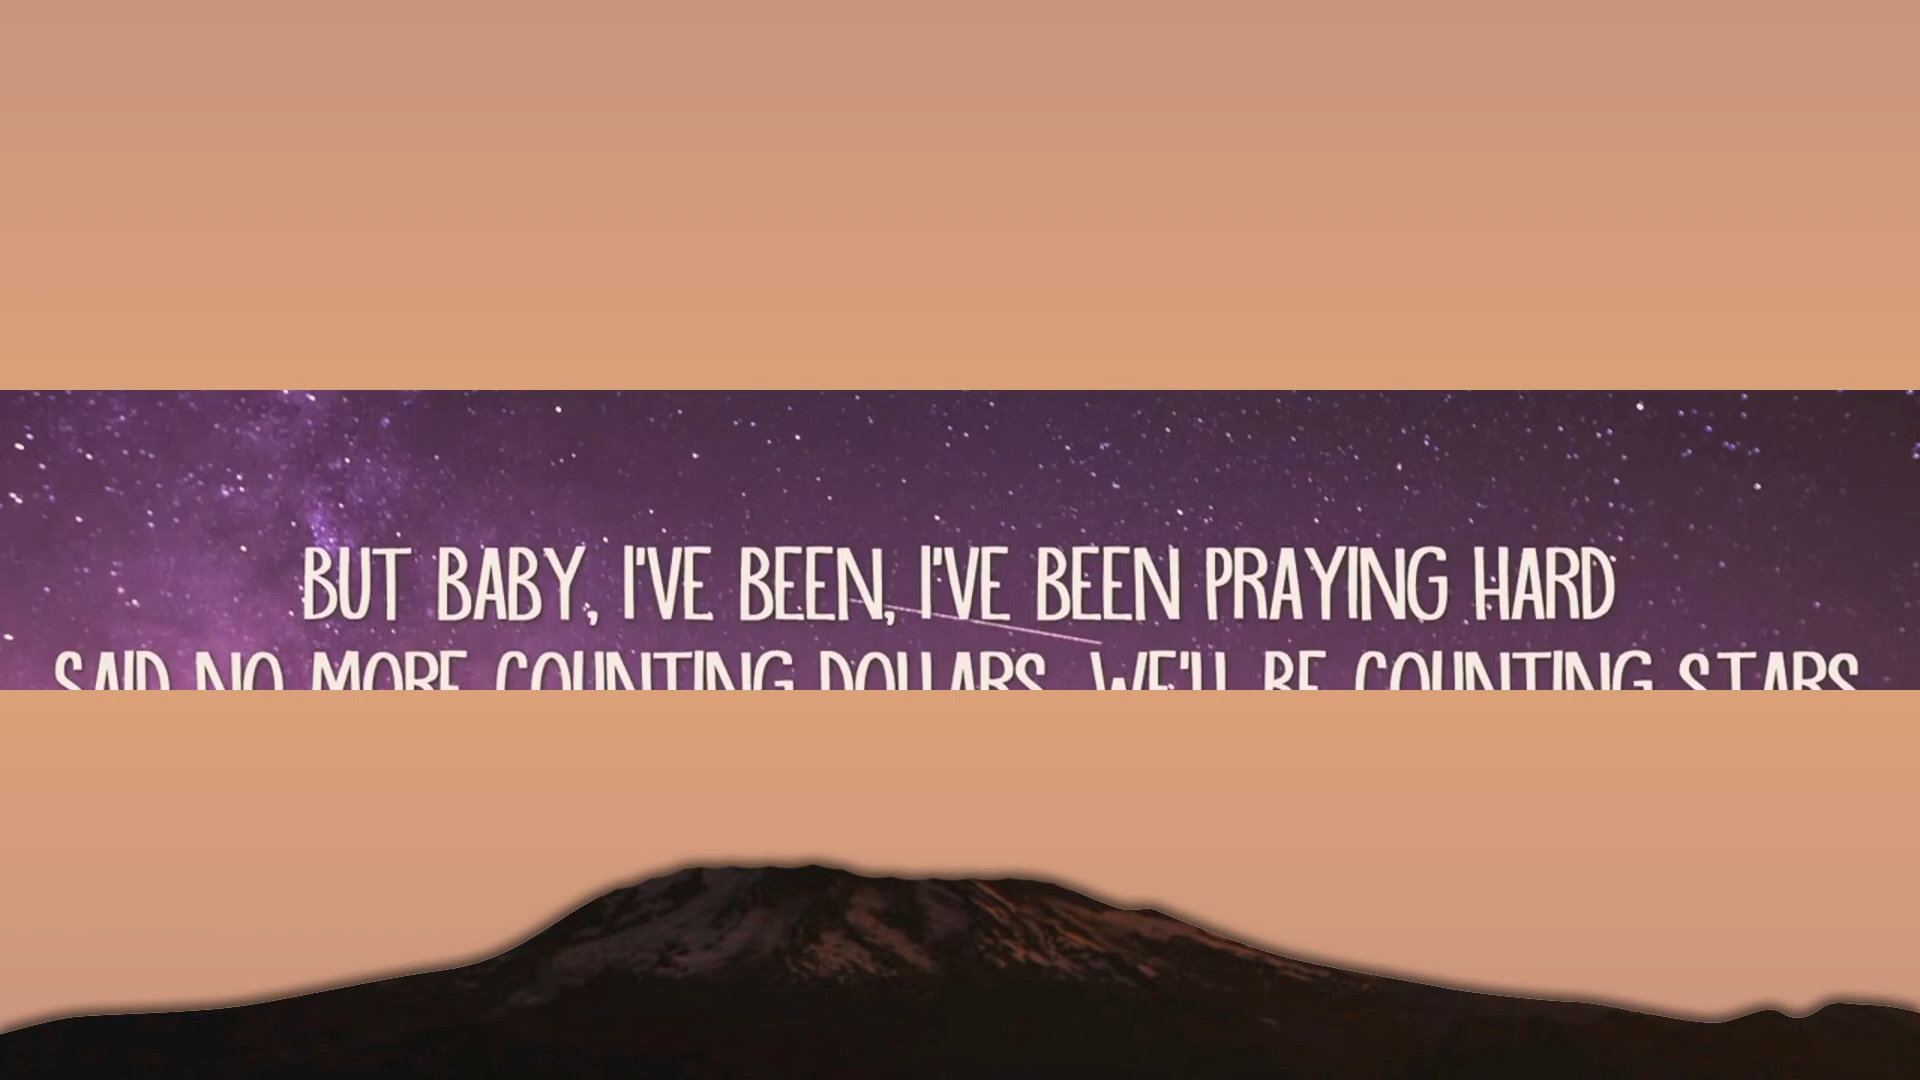 BUT BABY, I'VE BEEN, I'VE BEEN PRAYING HARD
SAID NO MORE COUNTING DOLLARS, WE'LL BE COUNTING STARS